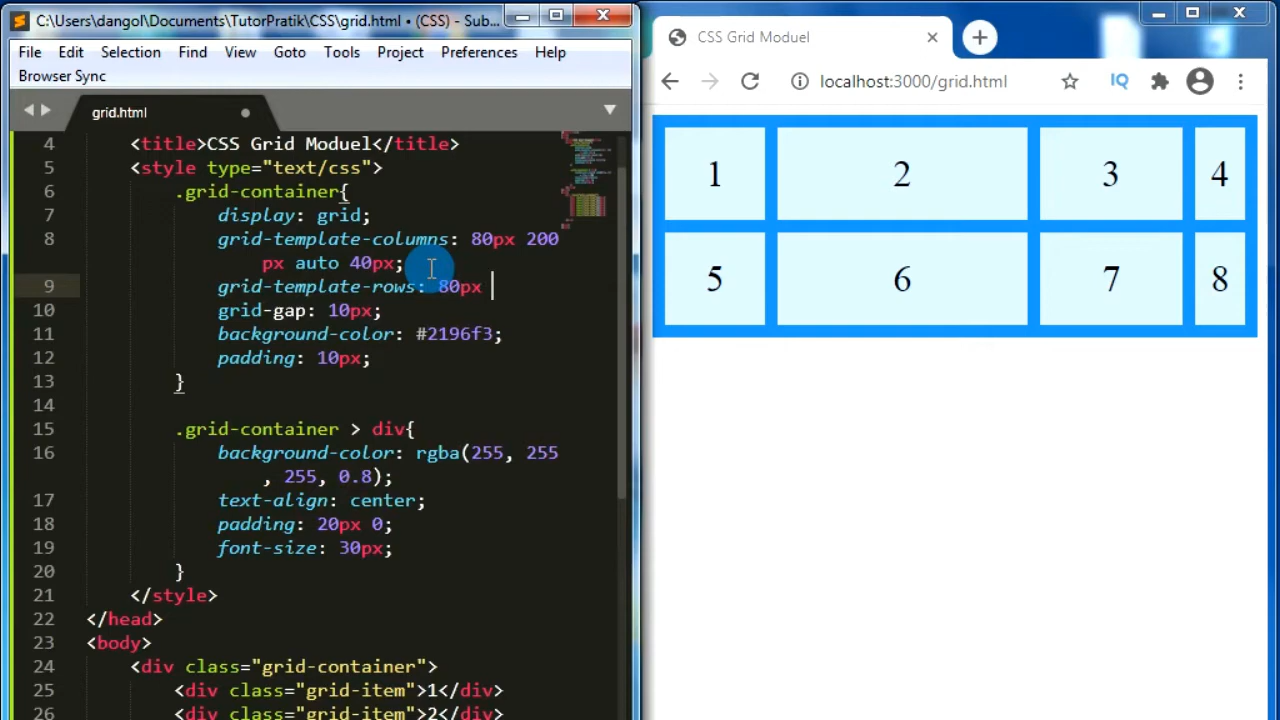 C:\Users\dangol\Documents\TutorPratik\CSS\grid.html • (CSS) - Sub...
File Edit Selection Find View Goto Tools Project Preferences Help
Browser Sync
grid.html
4 <title>CSS Grid Moduel</title>
5 <style type="text/css">
6 .grid-container{
7 display: grid;
8 grid-template-columns: 80px 200
px auto 40px;
9 grid-template-rows: 80px
10 grid-gap: 10px;
11 background-color: #2196f3;
12 padding: 10px;
13 }
14
15 .grid-container > div{
16 background-color: rgba(255, 255
, 255, 0.8);
17 text-align: center;
18 padding: 20px 0;
19 font-size: 30px;
20 }
21 </style>
22 </head>
23 <body>
24 <div class="grid-container">
25 <div class="grid-item">1</div>
26 <div class="grid-item">2</div>
CSS Grid Moduel
localhost:3000/grid.html
IQ
1 2 3 4
5 6 7 8